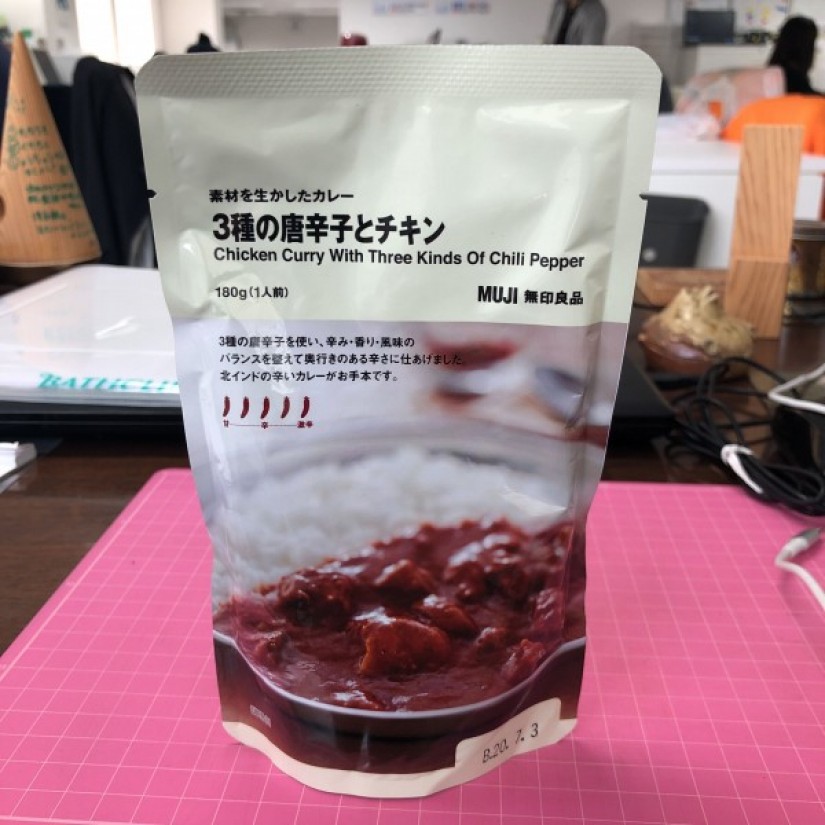 素材を生かしたカレー
3種の唐辛子とチキン
Chicken Curry With Three Kinds Of Chili Pepper
180g(1人前)
MUJI 無印良品
3種の唐辛子を使い、辛み・香り・風味の
バランスを整えて奥行きのある辛さに仕あげました。
北インドの辛いカレーがお手本です。
甘 辛 激辛
B.20. 7. 3